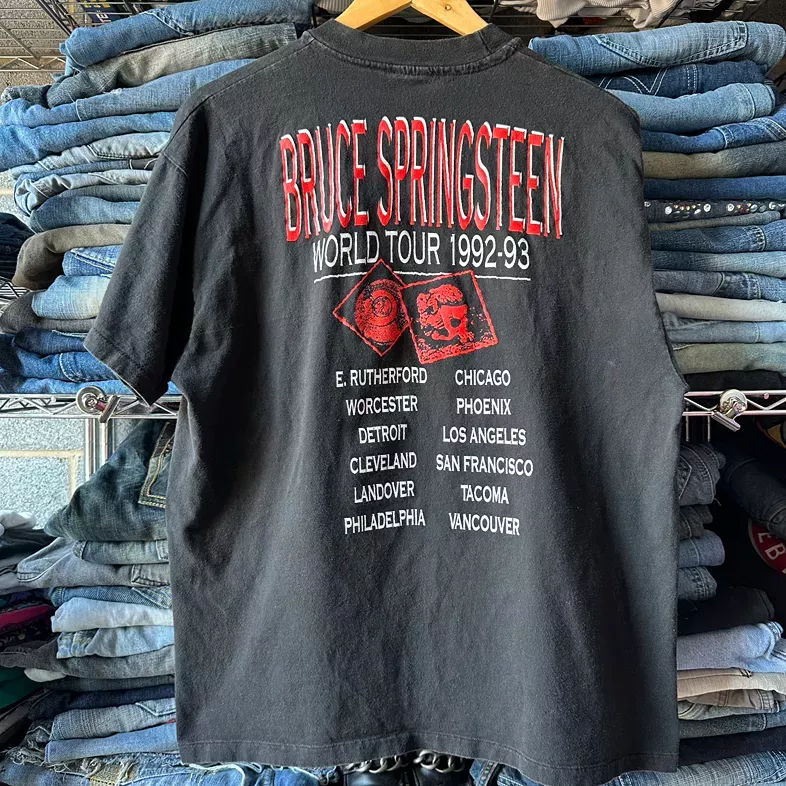 BRUCE SPRINGSTEEN
WORLD TOUR 1992-93
E. RUTHERFORD CHICAGO
WORCESTER PHOENIX
DETROIT LOS ANGELES
CLEVELAND SAN FRANCISCO
LANDOVER TACOMA
PHILADELPHIA VANCOUVER